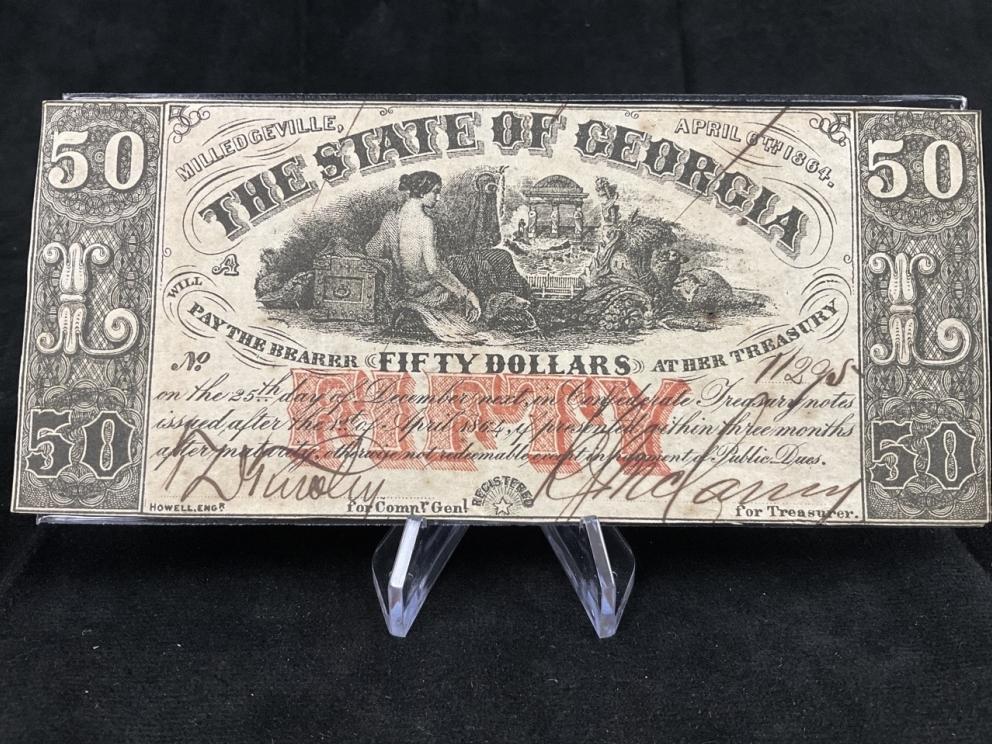 50 50
MILLEDGEVILLE, APRIL 6TH 1864.
THE STATE OF GEORGIA
L L
A
WILL
PAY THE BEARER FIFTY DOLLARS AT HER TREASURY
No 11295
FIFTY
on the 25th day of December next, in Confederate Treasury notes
issued after the 1st of April 1864, if presented within three months
after maturity, otherwise not redeemable except in payment of Public Dues.
50 50
REGISTERED
HOWELL, ENGR. for Compr. Genl. for Treasurer.